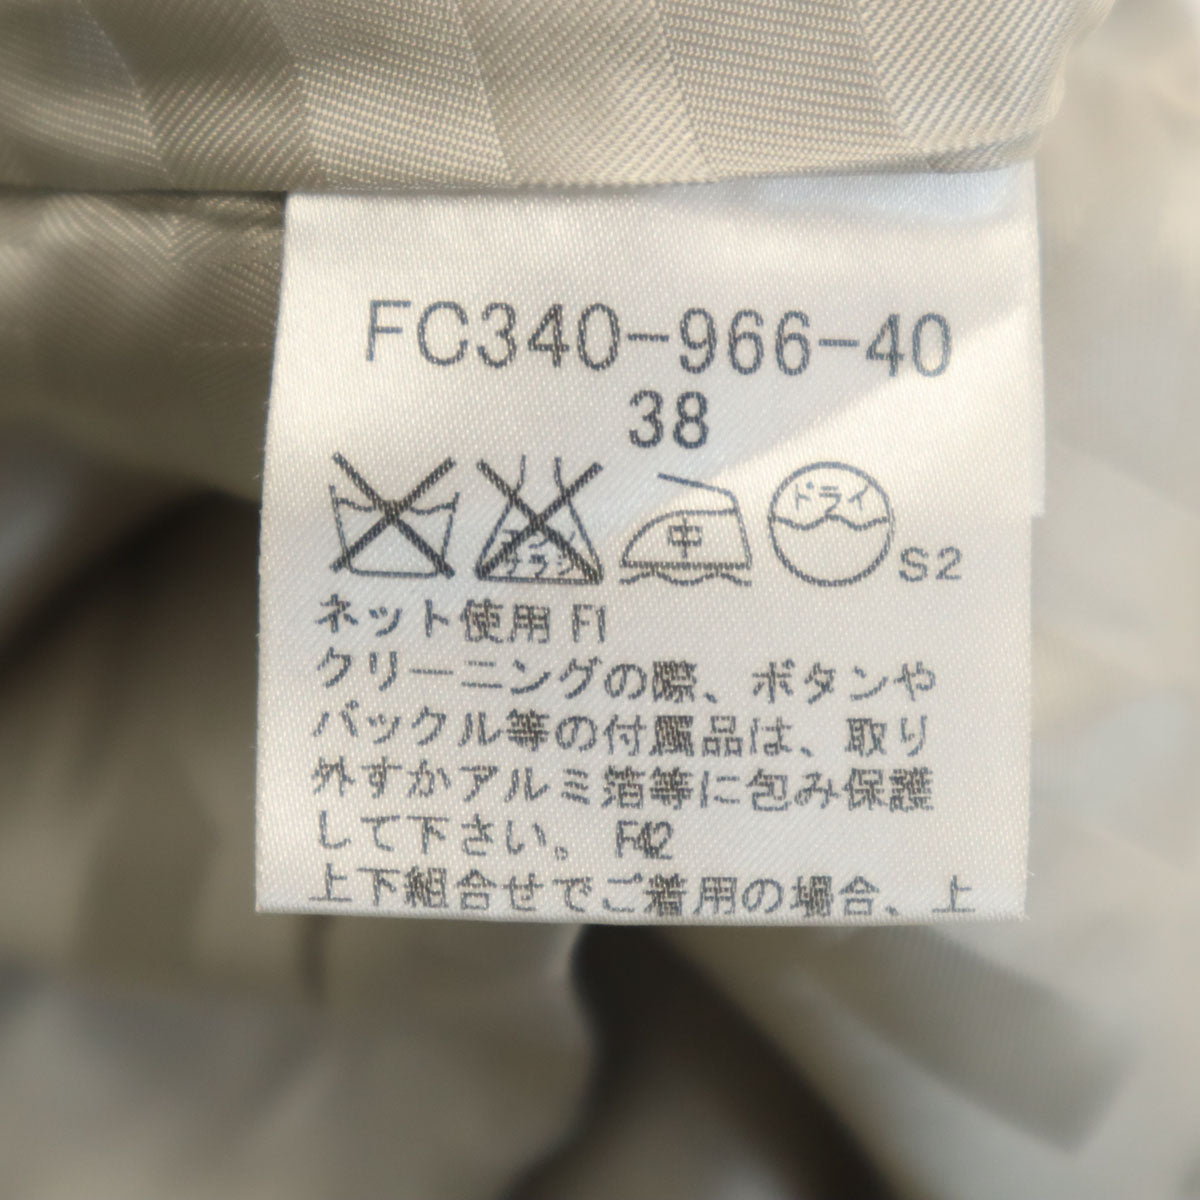 FC340-966-40
38
中 ドライ S2
ネット使用 F1
クリーニングの際、ボタンや
バックル等の付属品は、取り
外すかアルミ箔等に包み保護
して下さい。 F42
上下組合せでご着用の場合、上